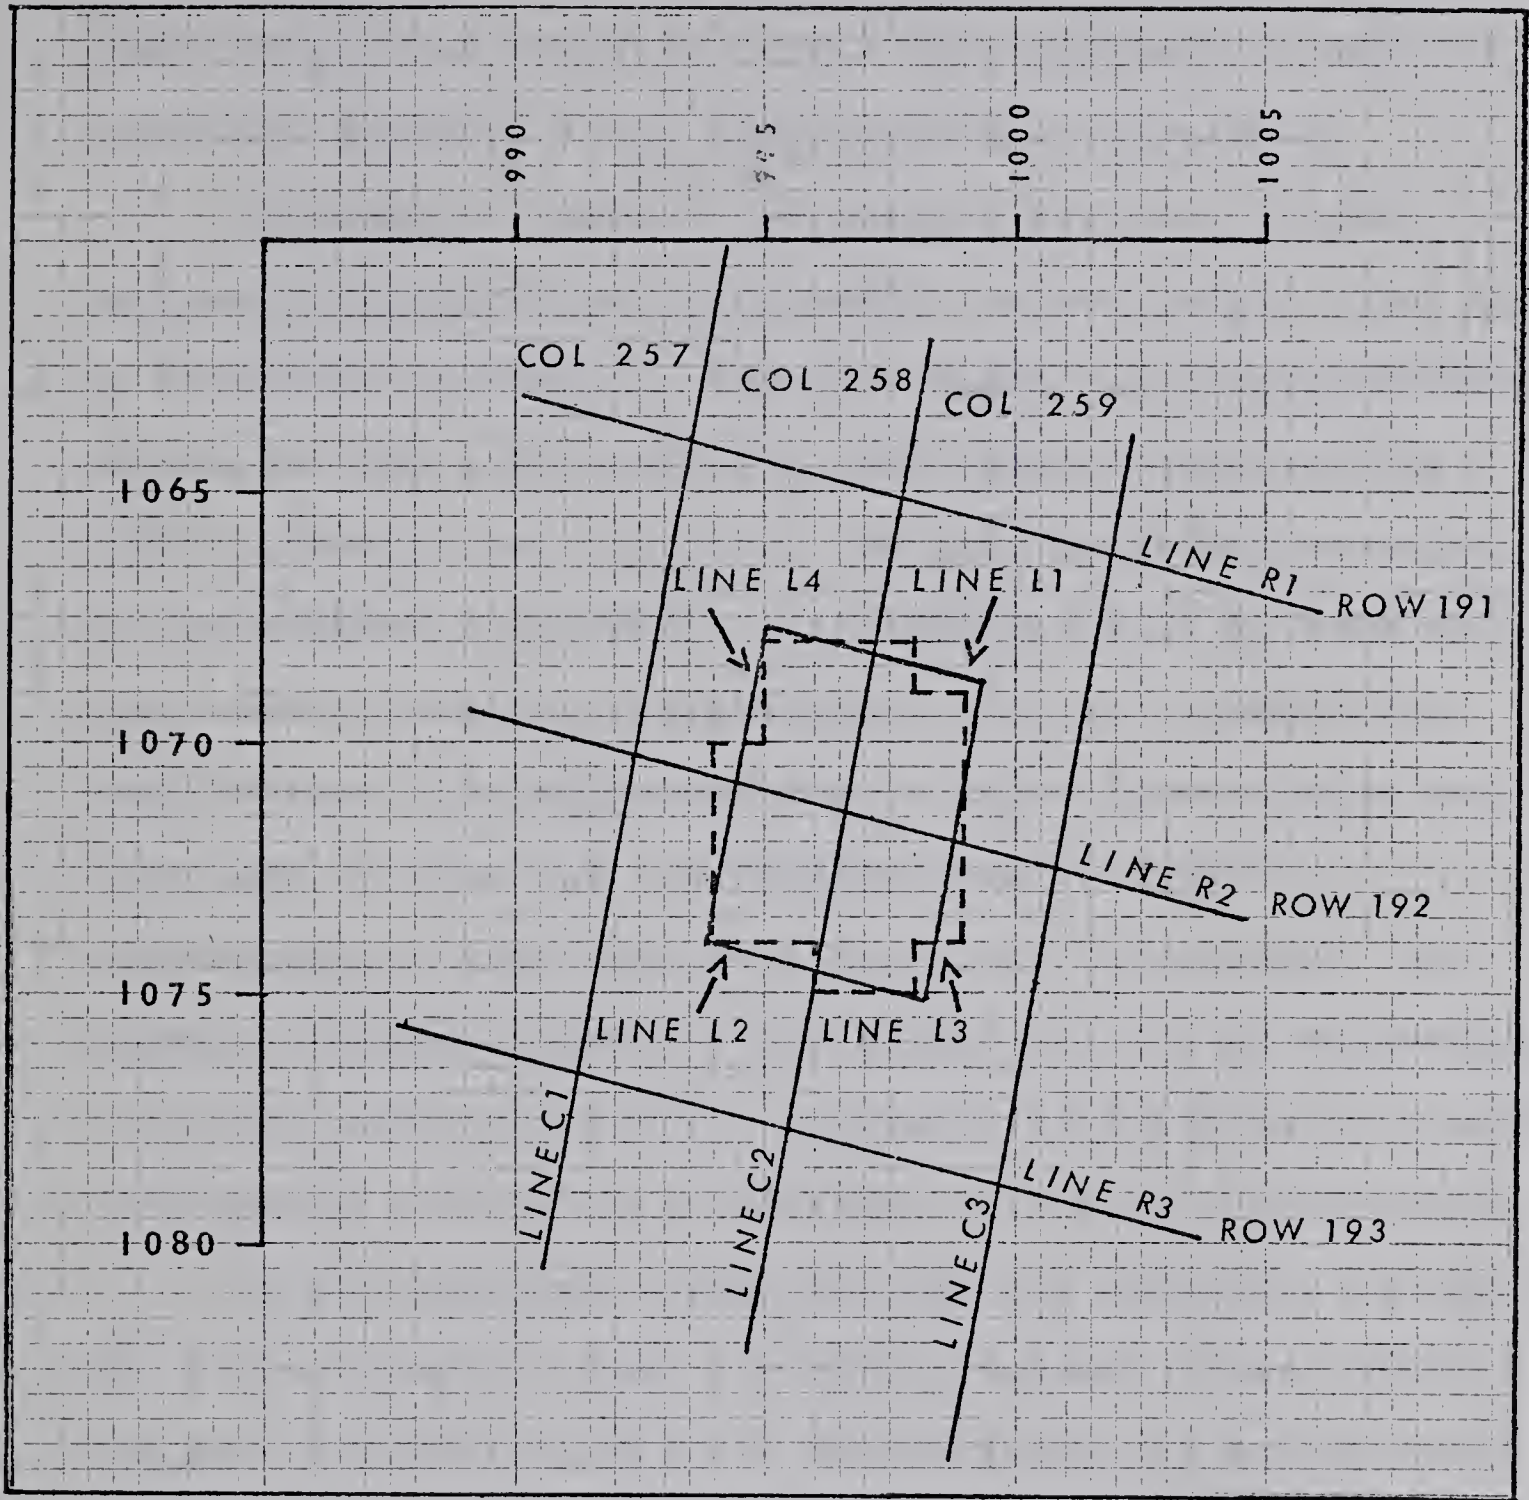 990
1000
1005
COL 257
COL 258
COL 259
1065
LINE R1
ROW 191
LINE L4
LINE L1
1070
LINE R2
ROW 192
1075
LINE L2
LINE L3
LINE C1
LINE C2
LINE C3
LINE R3
ROW 193
1080